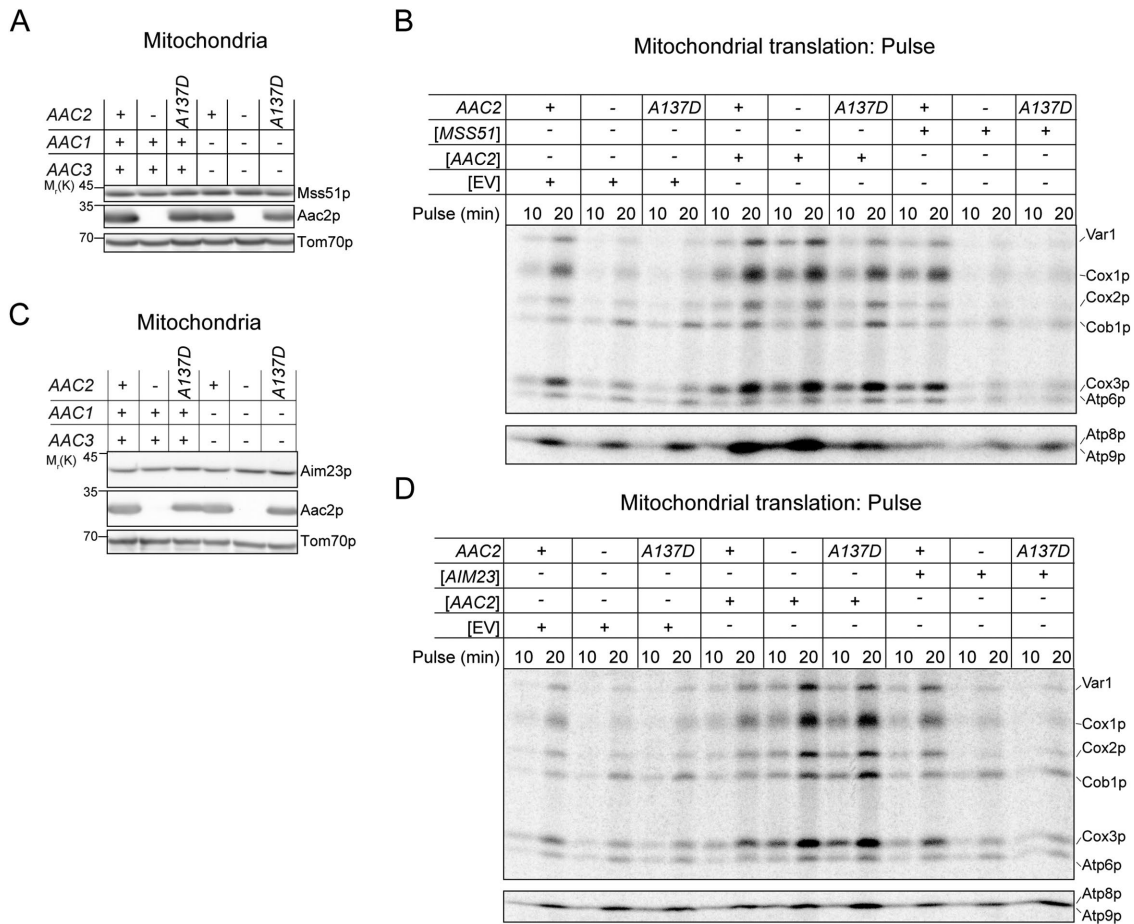 A
Mitochondria
AAC2 + - A137D + - A137D
AAC1 + + + - - -
AAC3 + + + - - -
Mr(K) 45
Mss51p
35
Aac2p
70
Tom70p
B
Mitochondrial translation: Pulse
AAC2 + - A137D + - A137D + - A137D
[MSS51] - - - - - - + + +
[AAC2] - - - + + + - - -
[EV] + + + - - - - - -
Pulse (min) 10 20 10 20 10 20 10 20 10 20 10 20 10 20 10 20 10 20
Var1
Cox1p
Cox2p
Cob1p
Cox3p
Atp6p
Atp8p
Atp9p
C
Mitochondria
AAC2 + - A137D + - A137D
AAC1 + + + - - -
AAC3 + + + - - -
Mr(K) 45
Aim23p
35
Aac2p
70
Tom70p
D
Mitochondrial translation: Pulse
AAC2 + - A137D + - A137D + - A137D
[AIM23] - - - - - - + + +
[AAC2] - - - + + + - - -
[EV] + + + - - - - - -
Pulse (min) 10 20 10 20 10 20 10 20 10 20 10 20 10 20 10 20 10 20
Var1
Cox1p
Cox2p
Cob1p
Cox3p
Atp6p
Atp8p
Atp9p